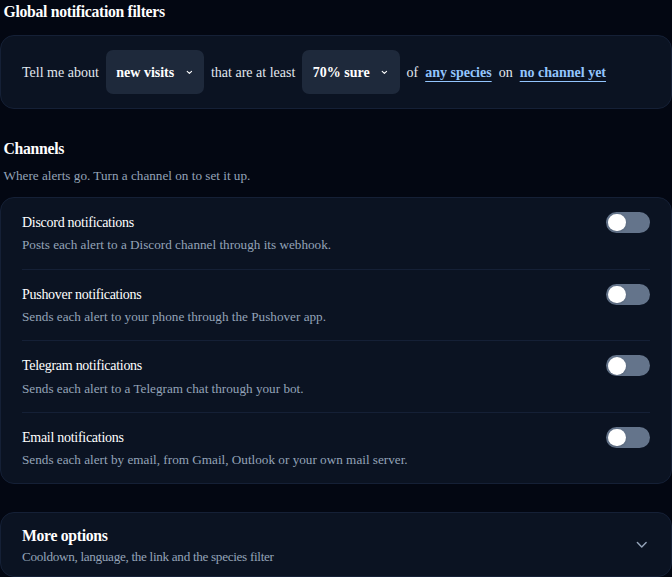 Global notification filters
Tell me about new visits that are at least 70% sure of any species on no channel yet
Channels
Where alerts go. Turn a channel on to set it up.
Discord notifications
Posts each alert to a Discord channel through its webhook.
Pushover notifications
Sends each alert to your phone through the Pushover app.
Telegram notifications
Sends each alert to a Telegram chat through your bot.
Email notifications
Sends each alert by email, from Gmail, Outlook or your own mail server.
More options
Cooldown, language, the link and the species filter